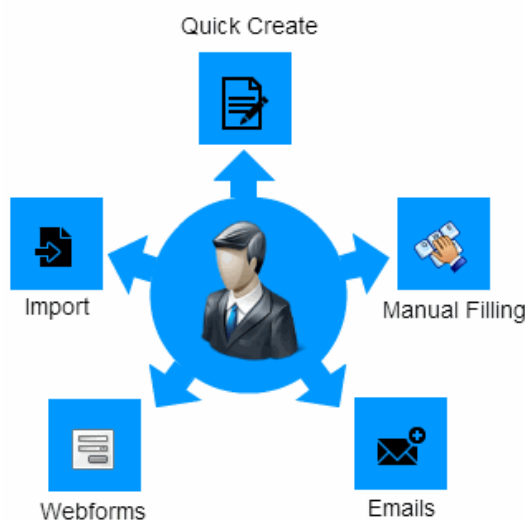 Quick Create
Import
Manual Filling
Webforms
Emails